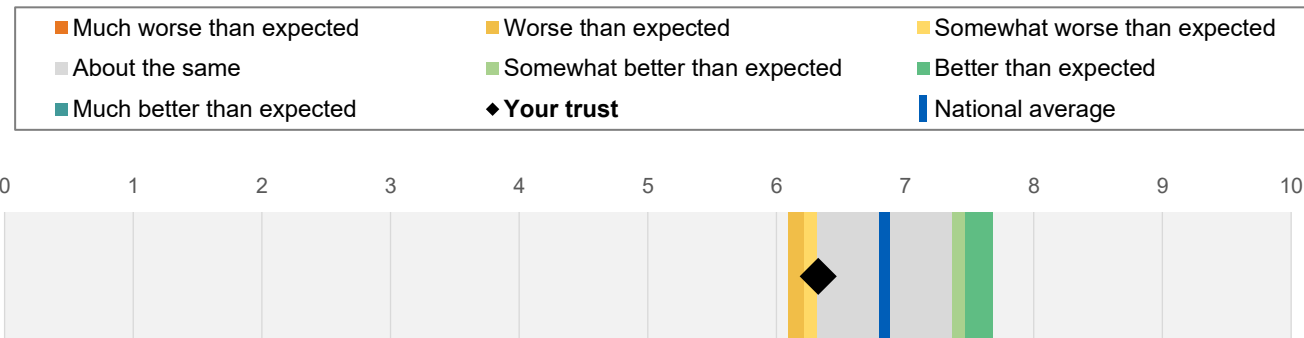 Much worse than expected Worse than expected Somewhat worse than expected
About the same Somewhat better than expected Better than expected
Much better than expected Your trust National average
0 1 2 3 4 5 6 7 8 9 10